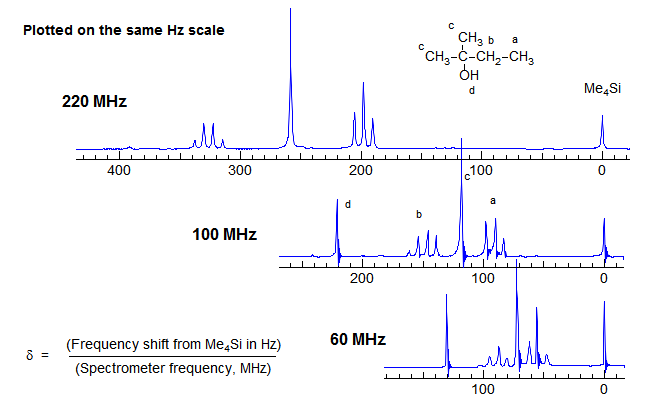 Plotted on the same Hz scale
c
CH₃ b a
c
CH₃-C-CH₂-CH₃
OH
d
Me₄Si
220 MHz
400 300 200 100 0
c
d
b
a
100 MHz
200 100 0
60 MHz
δ = (Frequency shift from Me₄Si in Hz)
(Spectrometer frequency, MHz)
100 0